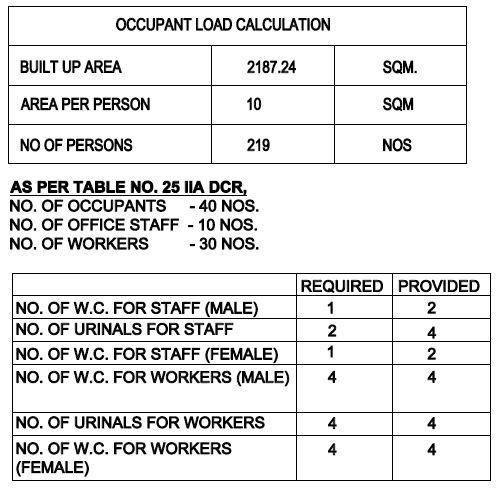 OCCUPANT LOAD CALCULATION
BUILT UP AREA 2187.24 SQM.
AREA PER PERSON 10 SQM
NO OF PERSONS 219 NOS
AS PER TABLE NO. 25 IIA DCR,
NO. OF OCCUPANTS - 40 NOS.
NO. OF OFFICE STAFF - 10 NOS.
NO. OF WORKERS - 30 NOS.
REQUIRED PROVIDED
NO. OF W.C. FOR STAFF (MALE) 1 2
NO. OF URINALS FOR STAFF 2 4
NO. OF W.C. FOR STAFF (FEMALE) 1 2
NO. OF W.C. FOR WORKERS (MALE) 4 4
NO. OF URINALS FOR WORKERS 4 4
NO. OF W.C. FOR WORKERS 4 4
(FEMALE)